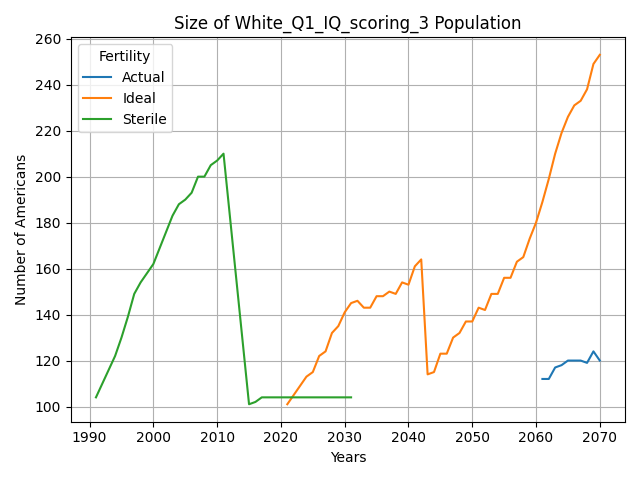 Size of White_Q1_IQ_scoring_3 Population
Number of Americans
260
240
220
200
180
160
140
120
100
Fertility
Actual
Ideal
Sterile
1990 2000 2010 2020 2030 2040 2050 2060 2070
Years